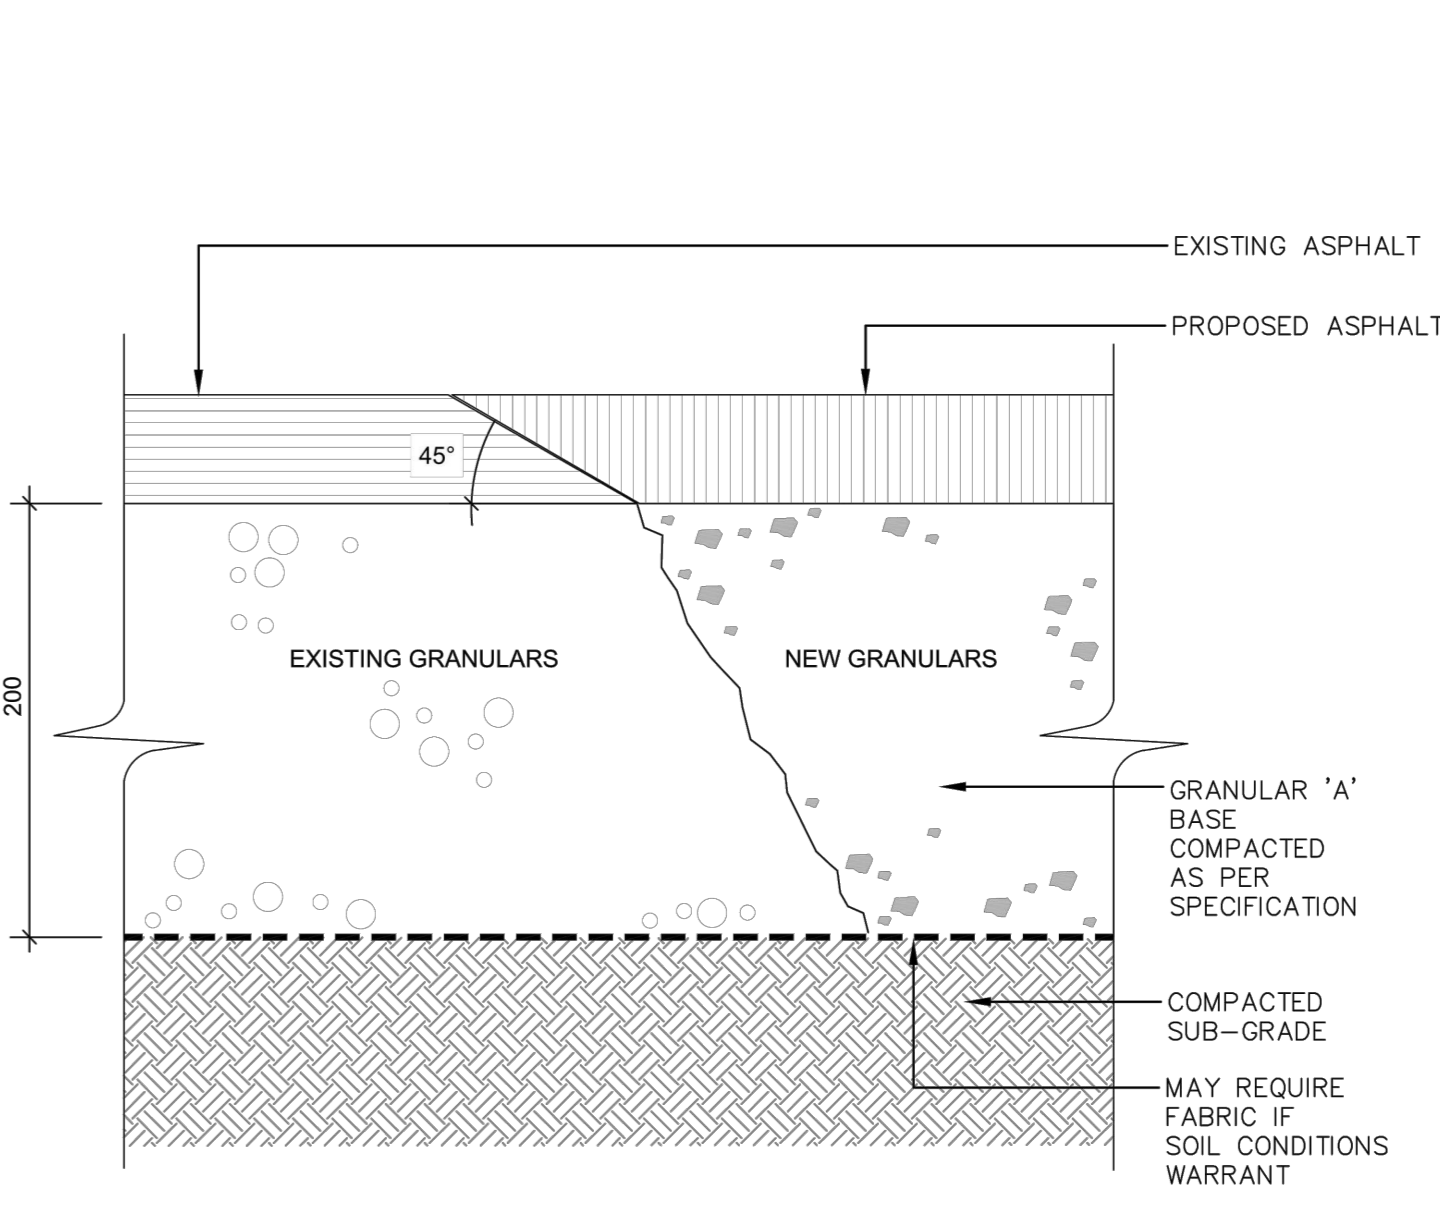 EXISTING ASPHALT
PROPOSED ASPHALT
45°
EXISTING GRANULARS
NEW GRANULARS
200
GRANULAR 'A'
BASE
COMPACTED
AS PER
SPECIFICATION
COMPACTED
SUB-GRADE
MAY REQUIRE
FABRIC IF
SOIL CONDITIONS
WARRANT